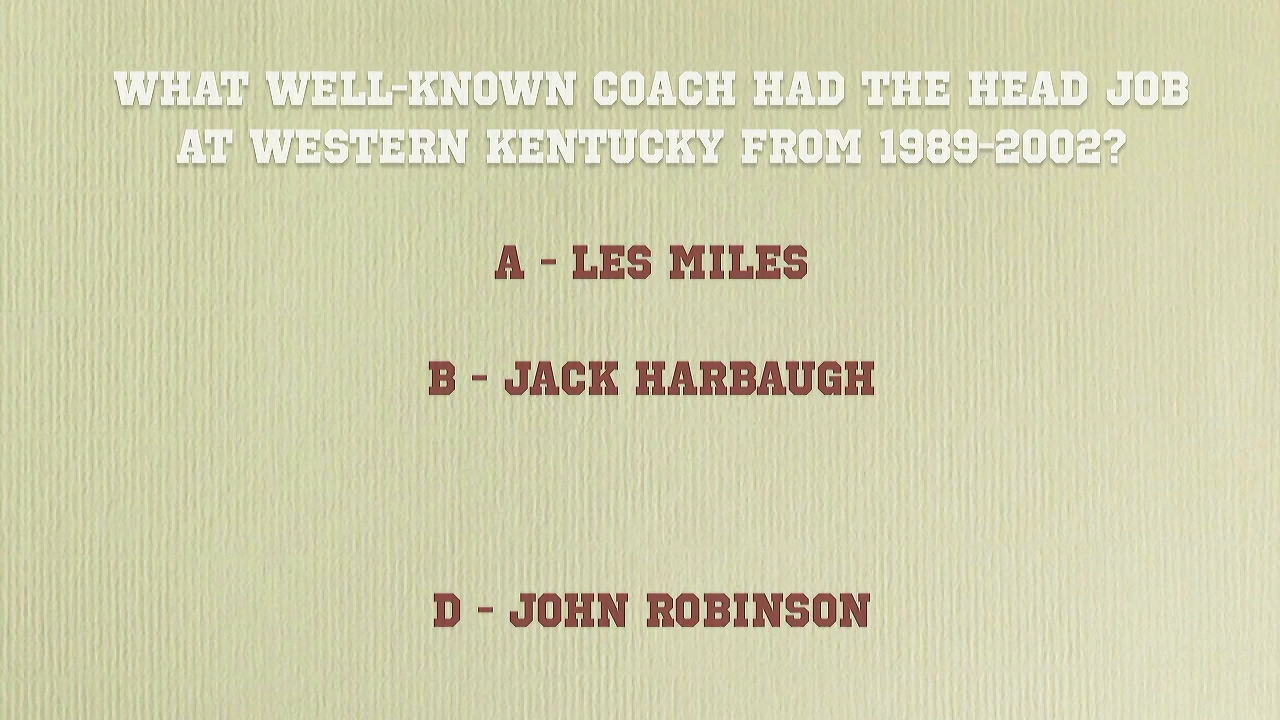 WHAT WELL-KNOWN COACH HAD THE HEAD JOB
AT WESTERN KENTUCKY FROM 1989-2002?
A - LES MILES
B - JACK HARBAUGH
D - JOHN ROBINSON